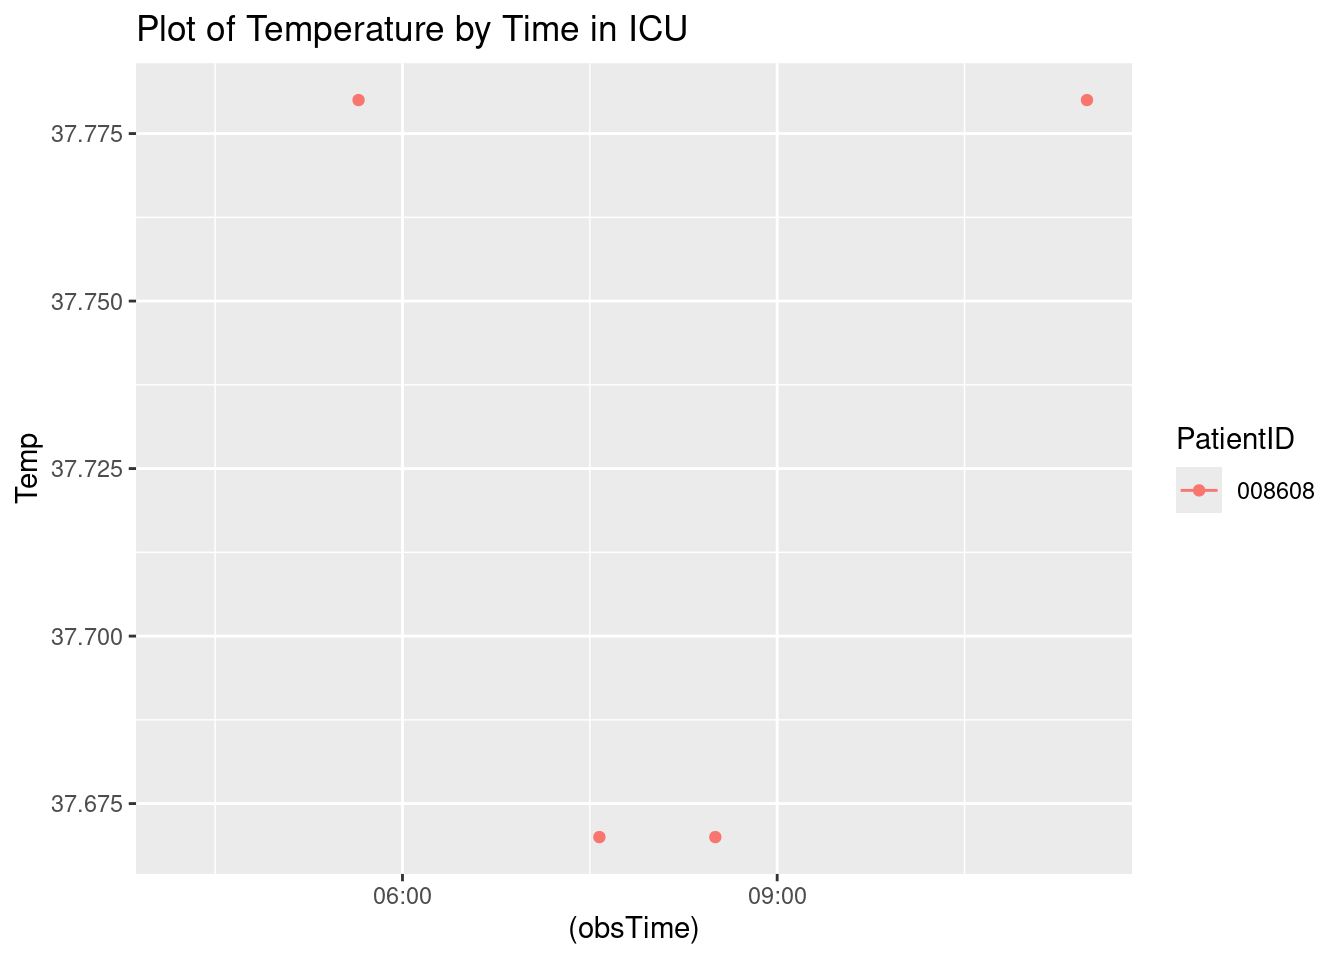 Plot of Temperature by Time in ICU
37.775
37.750
37.725
37.700
37.675
Temp
06:00
09:00
(obsTime)
PatientID
008608